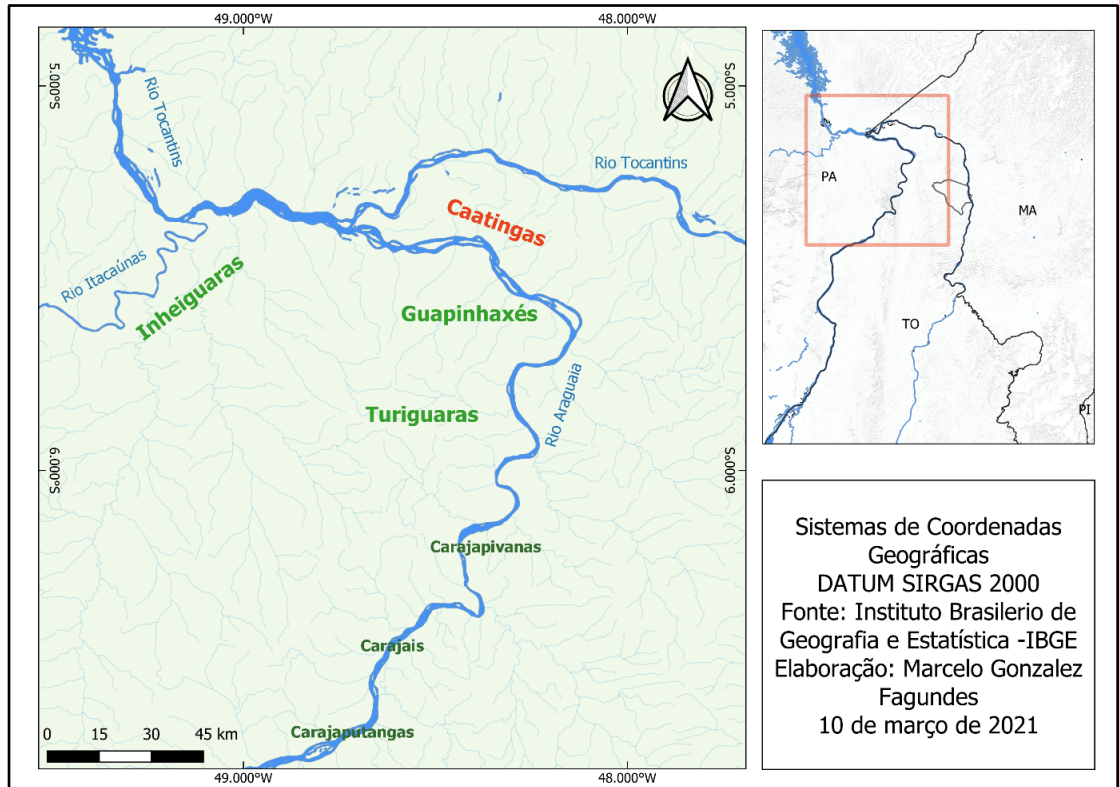 49.000°W
48.000°W
5.000°S
5.000°S
Rio Tocantins
Rio Tocantins
Caatingas
Rio Itacaúnas
Inheiguaras
Guapinhaxés
Turiguaras
Rio Araguaia
6.000°S
6.000°S
Carajapivanas
Carajais
Carajaputangas
0 15 30 45 km
49.000°W
48.000°W
PA
MA
TO
PI
Sistemas de Coordenadas
Geográficas
DATUM SIRGAS 2000
Fonte: Instituto Brasilerio de
Geografia e Estatística -IBGE
Elaboração: Marcelo Gonzalez
Fagundes
10 de março de 2021